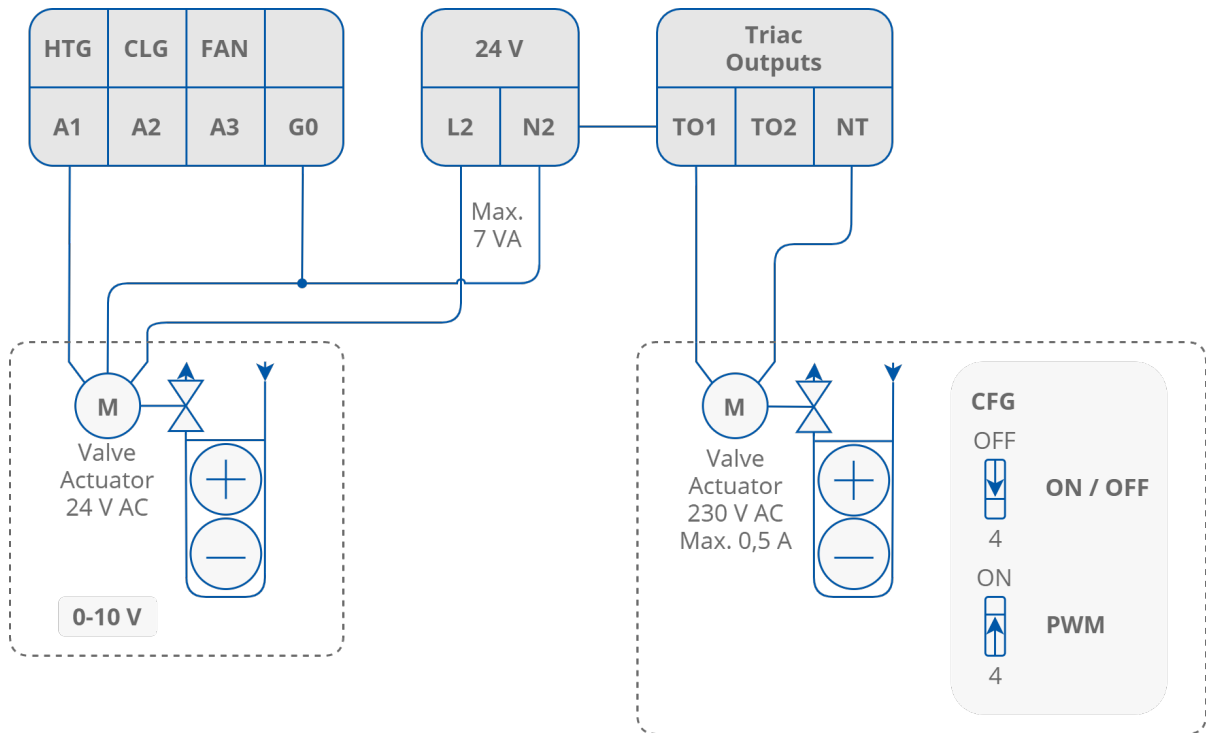 HTG CLG FAN
A1 A2 A3 G0
24 V
L2 N2
Triac
Outputs
TO1 TO2 NT
Max.
7 VA
M
Valve
Actuator
24 V AC
0-10 V
M
Valve
Actuator
230 V AC
Max. 0,5 A
CFG
OFF
ON / OFF
4
ON
PWM
4